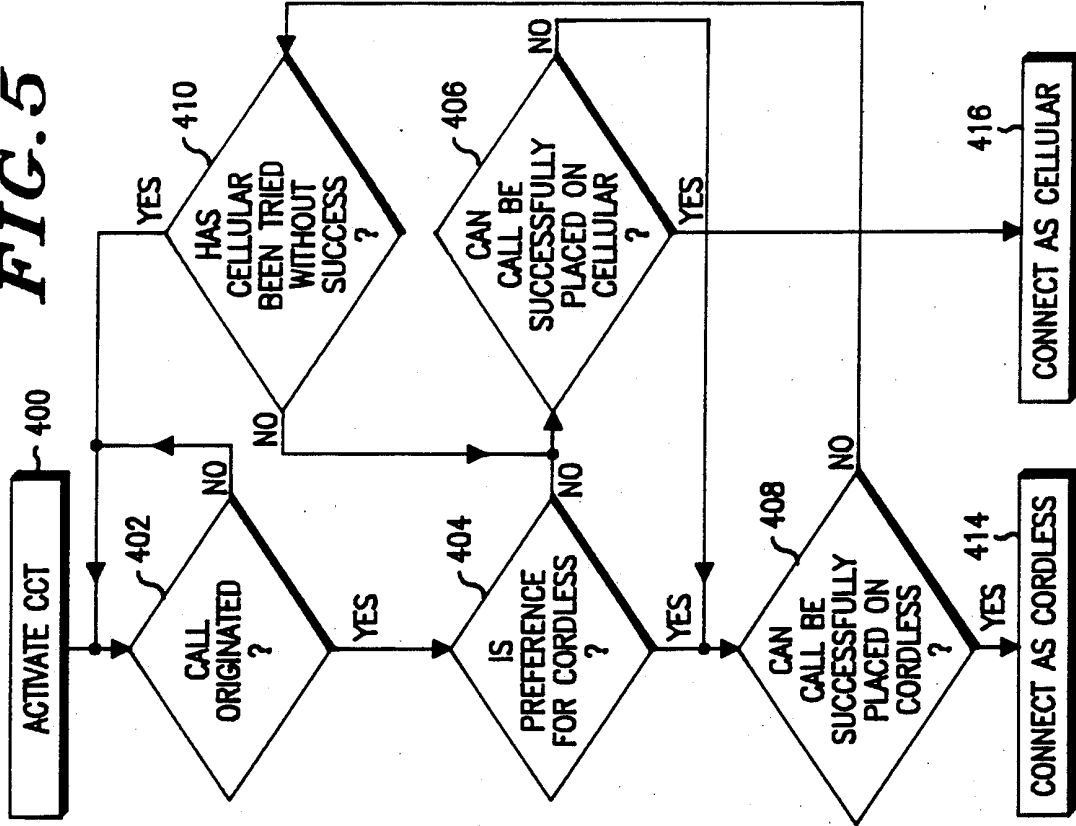 FIG.5
ACTIVATE CCT
400
CALL
ORIGINATED
?
402
NO
YES
IS
PREFERENCE
FOR CORDLESS
?
404
NO
YES
CAN
CALL BE
SUCCESSFULLY
PLACED ON
CORDLESS
?
408
NO
YES
CONNECT AS CORDLESS
414
HAS
CELLULAR
BEEN TRIED
WITHOUT
SUCCESS
?
410
YES
NO
CAN
CALL BE
SUCCESSFULLY
PLACED ON
CELLULAR
?
406
NO
YES
CONNECT AS CELLULAR
416